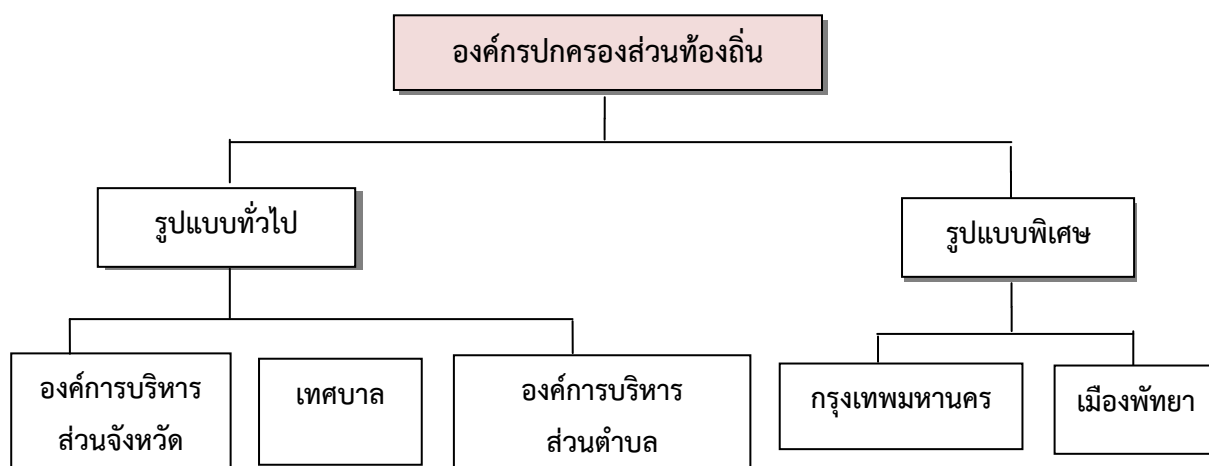 องค์กรปกครองส่วนท้องถิ่น
รูปแบบทั่วไป
รูปแบบพิเศษ
องค์การบริหาร
ส่วนจังหวัด
เทศบาล
องค์การบริหาร
ส่วนตำบล
กรุงเทพมหานคร
เมืองพัทยา